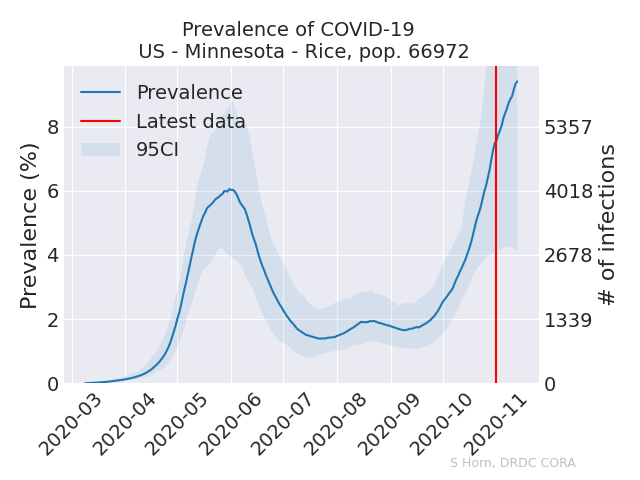 Prevalence of COVID-19
US - Minnesota - Rice, pop. 66972
Prevalence
Latest data
95CI
Prevalence (%)
8
6
4
2
0
5357
4018
2678
1339
0
# of infections
2020-03
2020-04
2020-05
2020-06
2020-07
2020-08
2020-09
2020-10
2020-11
S Horn, DRDC CORA